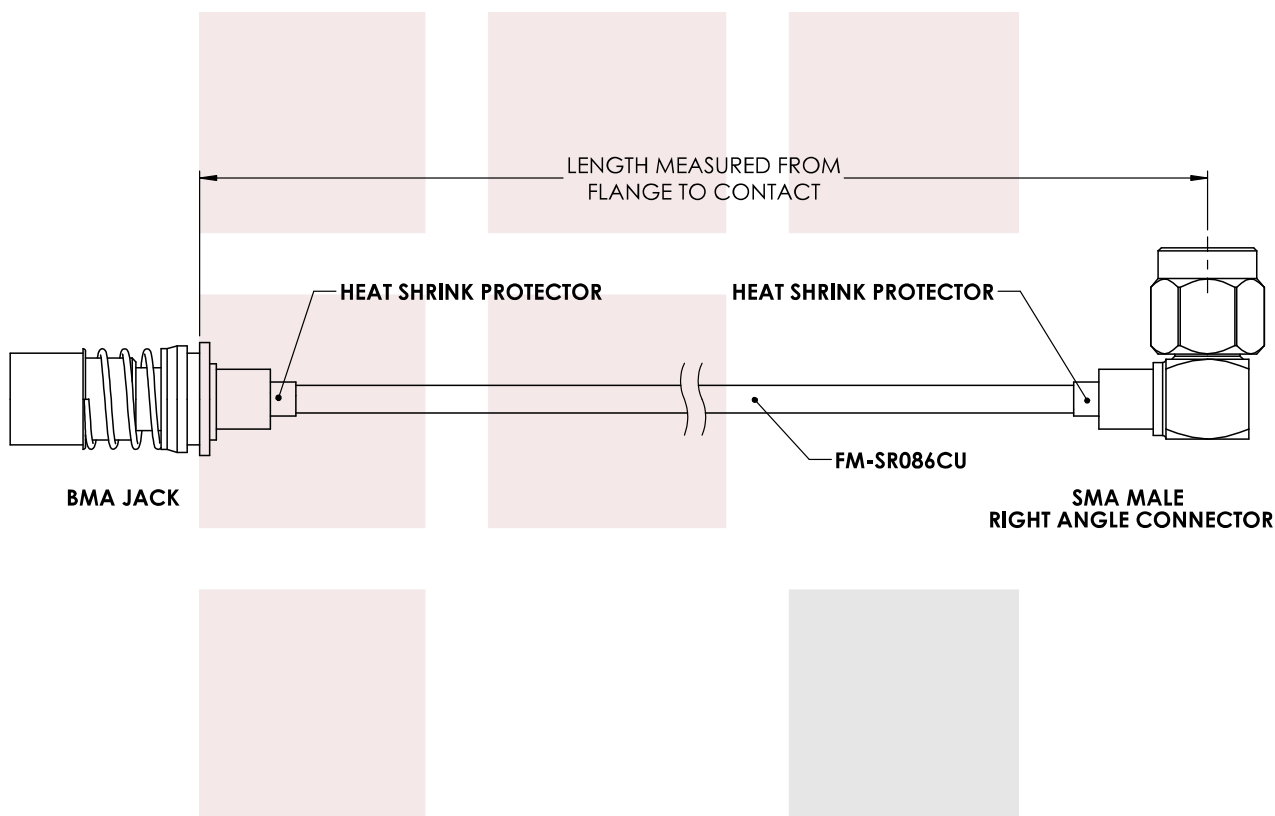 LENGTH MEASURED FROM
FLANGE TO CONTACT
HEAT SHRINK PROTECTOR
HEAT SHRINK PROTECTOR
FM-SR086CU
BMA JACK
SMA MALE
RIGHT ANGLE CONNECTOR